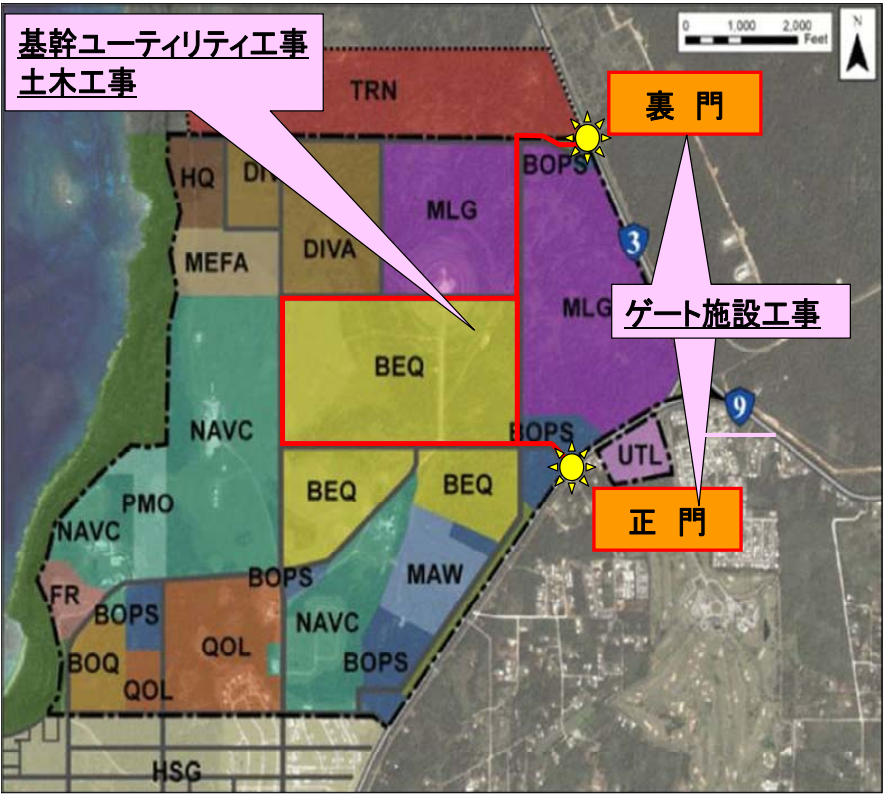 基幹ユーティリティ工事
土木工事
0 1,000 2,000
Feet
N
TRN
裏 門
HQ
DIV
BOPS
MLG
DIVA
3
MEFA
MLG
ゲート施設工事
BEQ
9
NAVC
BOPS
UTL
BEQ
BEQ
PMO
正 門
NAVC
BOPS
MAW
FR
BOPS
NAVC
QOL
BOPS
BOQ
QOL
HSG